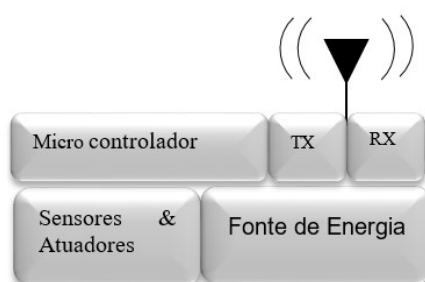 Micro controlador
TX
RX
Sensores &
Atuadores
Fonte de Energia